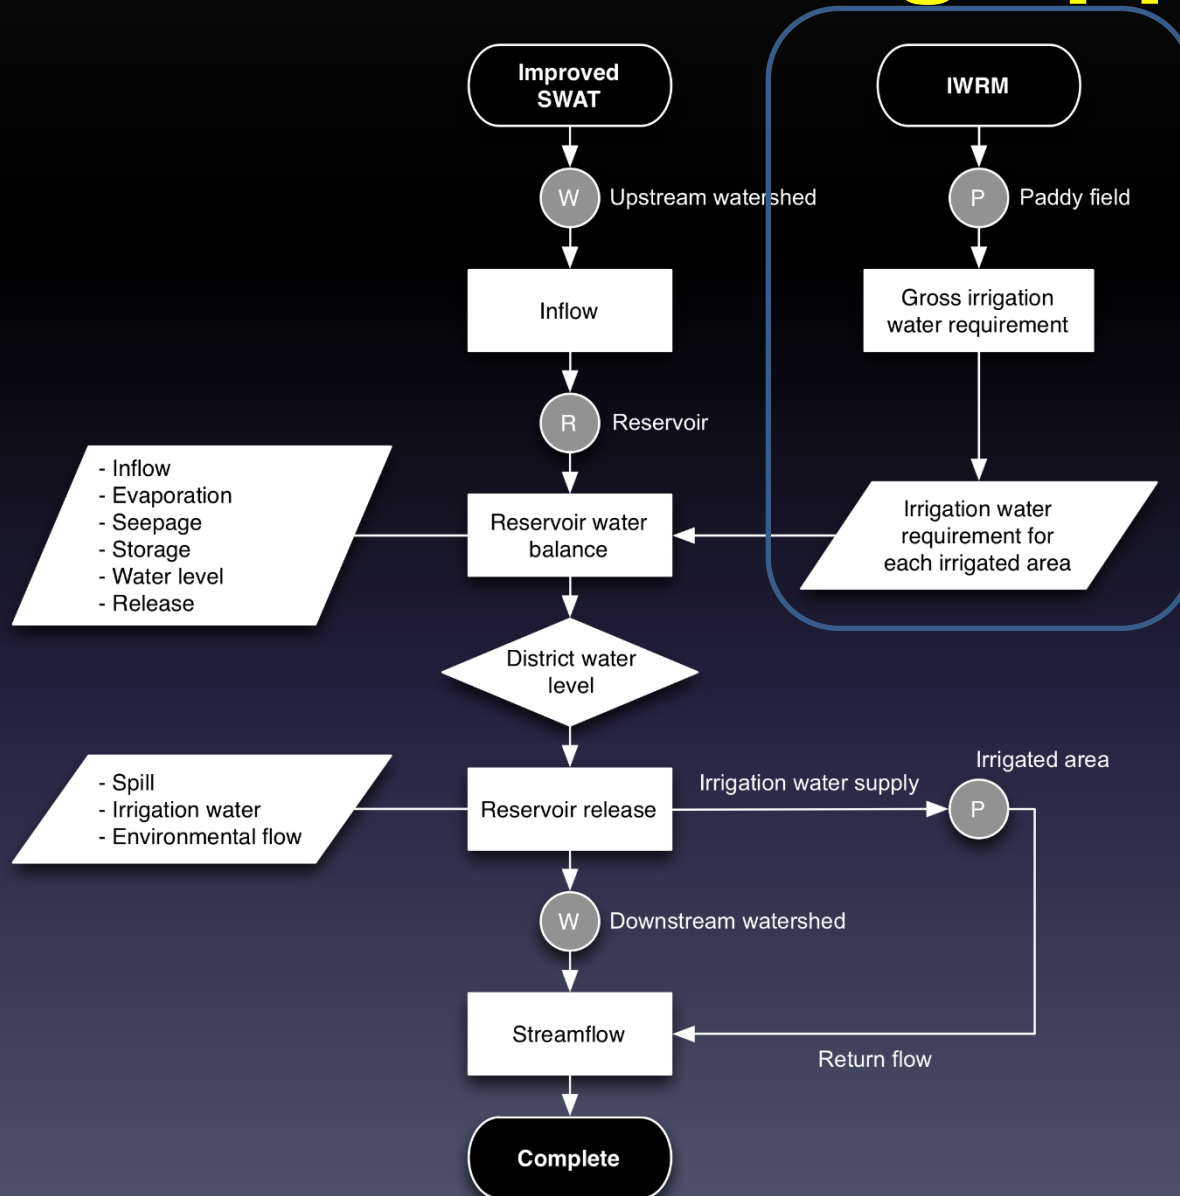 Improved
SWAT
IWRM
W
Upstream watershed
P
Paddy field
Inflow
Gross irrigation
water requirement
R
Reservoir
- Inflow
- Evaporation
- Seepage
- Storage
- Water level
- Release
Reservoir water
balance
Irrigation water
requirement for
each irrigated area
District water
level
- Spill
- Irrigation water
- Environmental flow
Reservoir release
Irrigation water supply
Irrigated area
P
W
Downstream watershed
Streamflow
Return flow
Complete